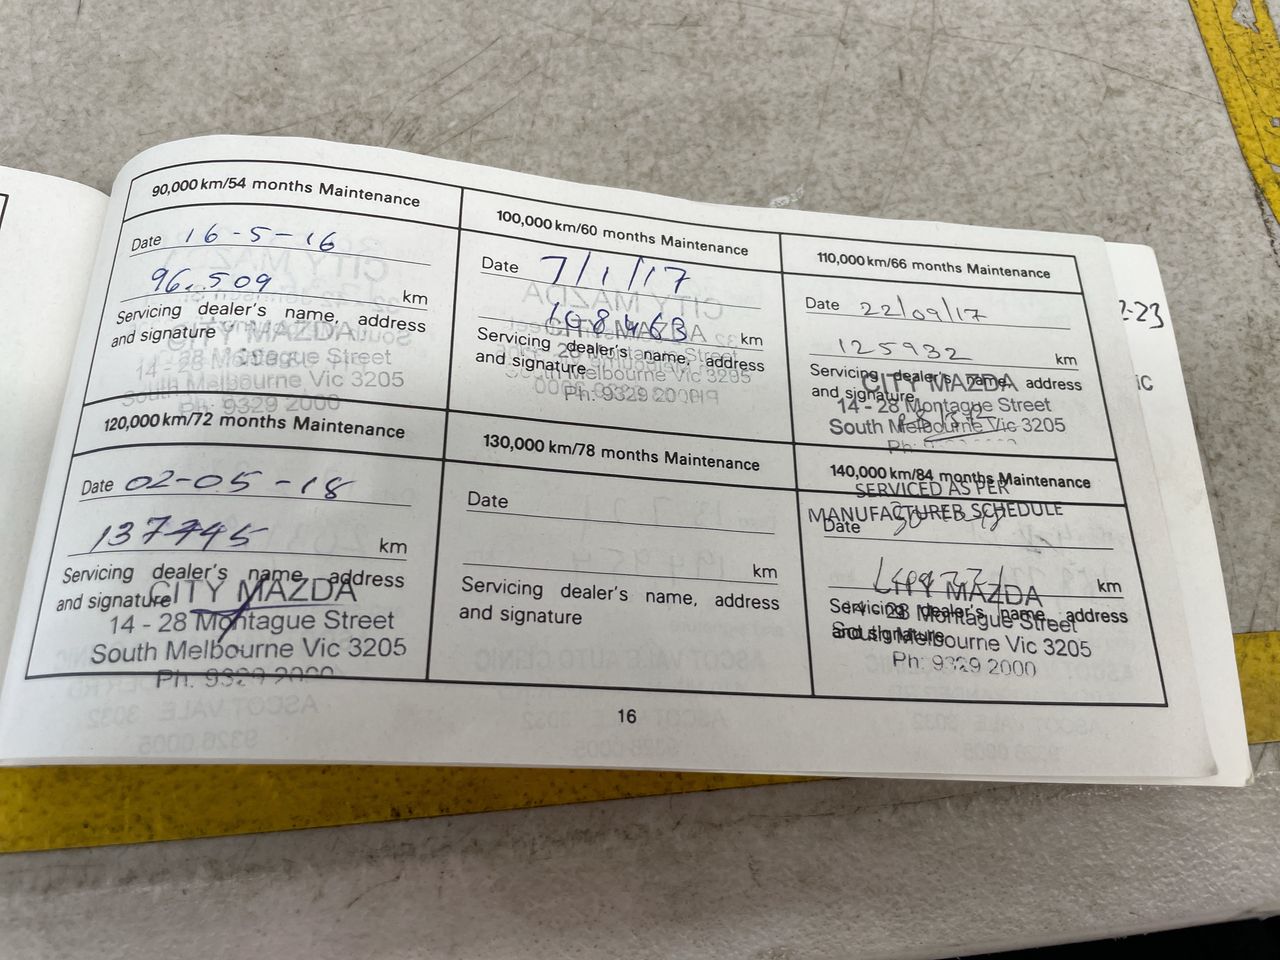 90,000 km/54 months Maintenance
Date 16-5-16
96,509 km
Servicing dealer's name, address
and signature
CITY MAZDA
14 - 28 Montague Street
South Melbourne Vic 3205
Ph: 9329 2000
100,000 km/60 months Maintenance
Date 7/1/17
108463 km
Servicing dealer's name, address
and signature
CITY MAZDA
Street
South Melbourne Vic 3205
Ph: 9329 2000
110,000 km/66 months Maintenance
Date 22/09/17
125932 km
Servicing dealer's name, address
and signature
CITY MAZDA
14 - 28 Montague Street
South Melbourne Vic 3205
Ph:
120,000 km/72 months Maintenance
Date 02-05-18
137745 km
Servicing dealer's name, address
and signature
CITY MAZDA
14 - 28 Montague Street
South Melbourne Vic 3205
Ph: 9329 2000
130,000 km/78 months Maintenance
Date
km
Servicing dealer's name, address
and signature
140,000 km/84 months Maintenance
SERVICED AS PER
MANUFACTURER SCHEDULE
Date
km
CITY MAZDA
Servicing dealer's name, address
and signature
14 - 28 Montague Street
South Melbourne Vic 3205
Ph: 9329 2000
16
-23